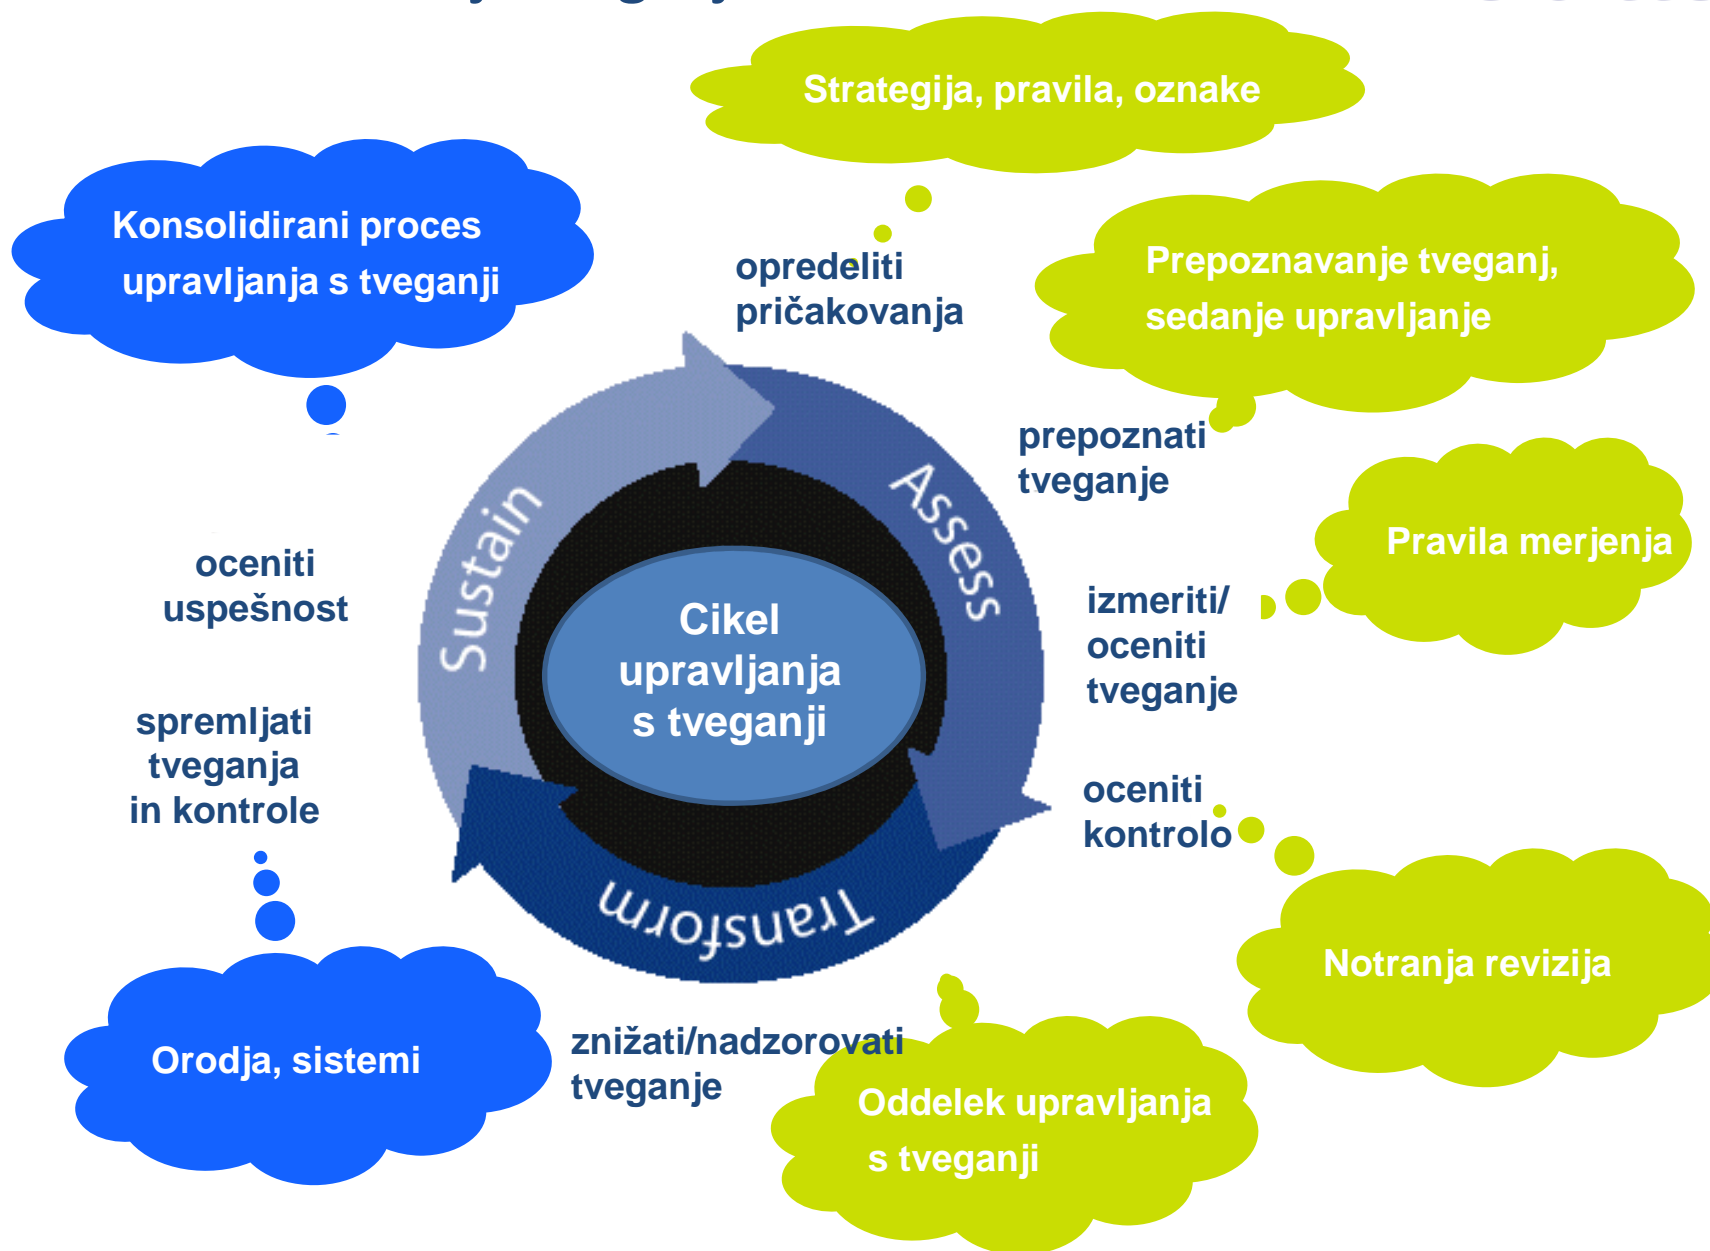 Strategija, pravila, oznake
Konsolidirani proces
upravljanja s tveganji
opredeliti
pričakovanja
Prepoznavanje tveganj,
sedanje upravljanje
prepoznati
tveganje
Pravila merjenja
Sustain
Assess
oceniti
uspešnost
izmeriti/
oceniti
tveganje
Cikel
upravljanja
s tveganji
spremljati
tveganja
in kontrole
oceniti
kontrolo
Transform
Notranja revizija
Orodja, sistemi
znižati/nadzorovati
tveganje
Oddelek upravljanja
s tveganji